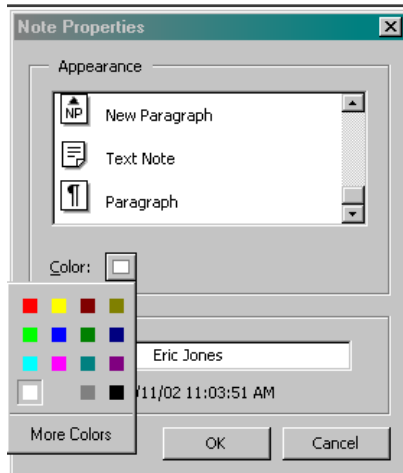 Note Properties
Appearance
NP New Paragraph
Text Note
¶ Paragraph
Color:
Eric Jones
/11/02 11:03:51 AM
More Colors
OK Cancel